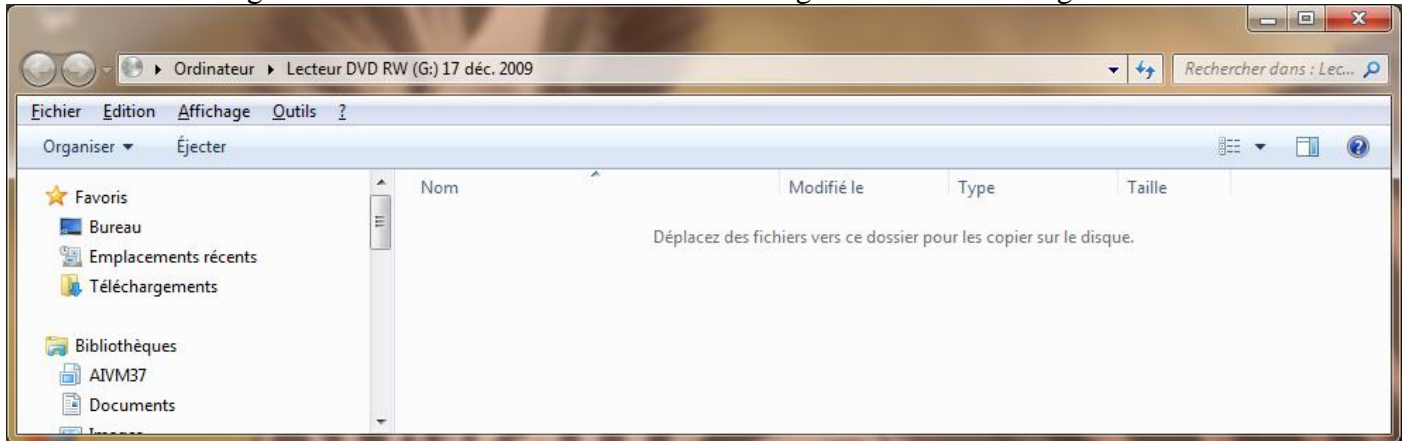 Ordinateur ▸ Lecteur DVD RW (G:) 17 déc. 2009
Rechercher dans : Lec...
Fichier Edition Affichage Outils ?
Organiser Éjecter
Nom Modifié le Type Taille
Déplacez des fichiers vers ce dossier pour les copier sur le disque.
Favoris
Bureau
Emplacements récents
Téléchargements
Bibliothèques
AIVM37
Documents